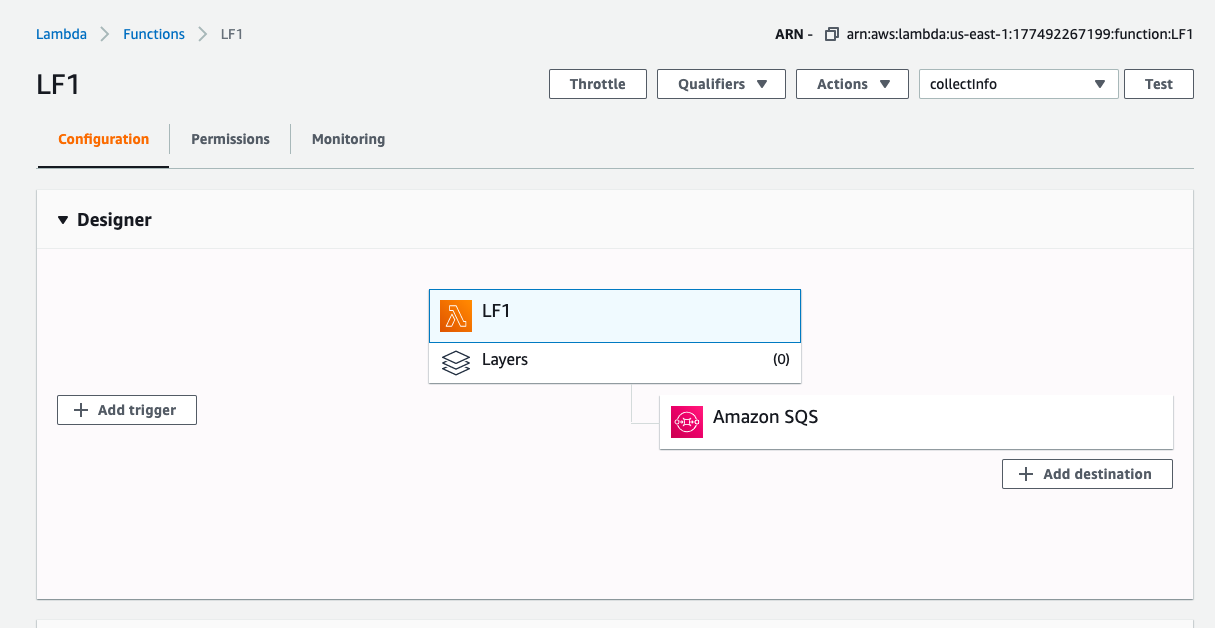 Lambda Functions LF1 ARN - arn:aws:lambda:us-east-1:177492267199:function:LF1
LF1 Throttle Qualifiers Actions collectInfo Test
Configuration Permissions Monitoring
Designer
LF1
Layers (0)
Add trigger
Amazon SQS
Add destination